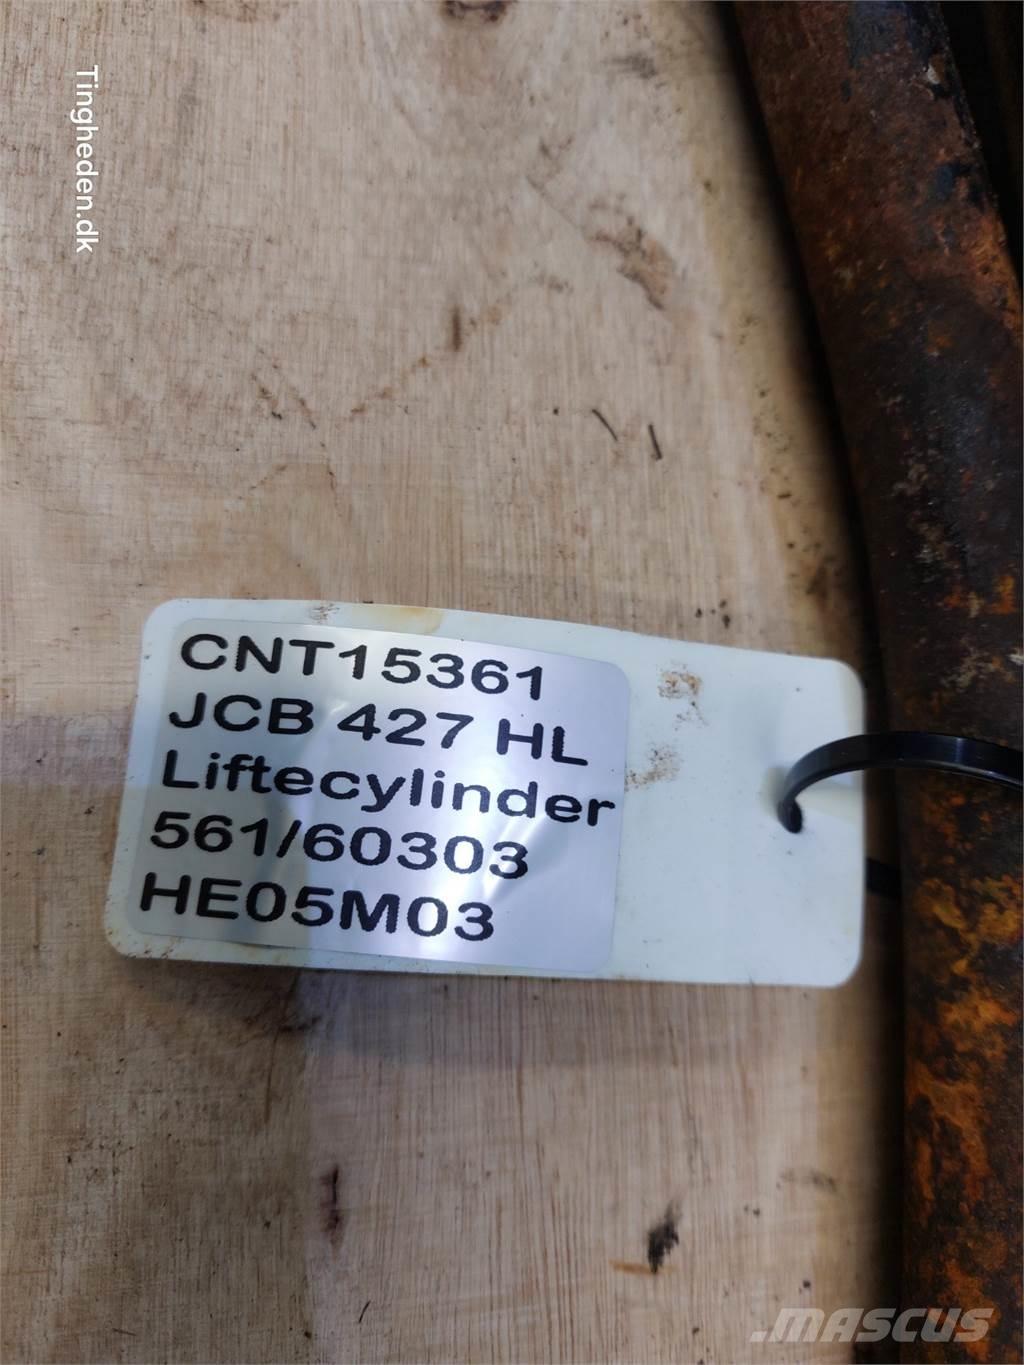 Tingheden.dk
CNT15361
JCB 427 HL
Liftecylinder
561/60303
HE05M03
.MASCUS